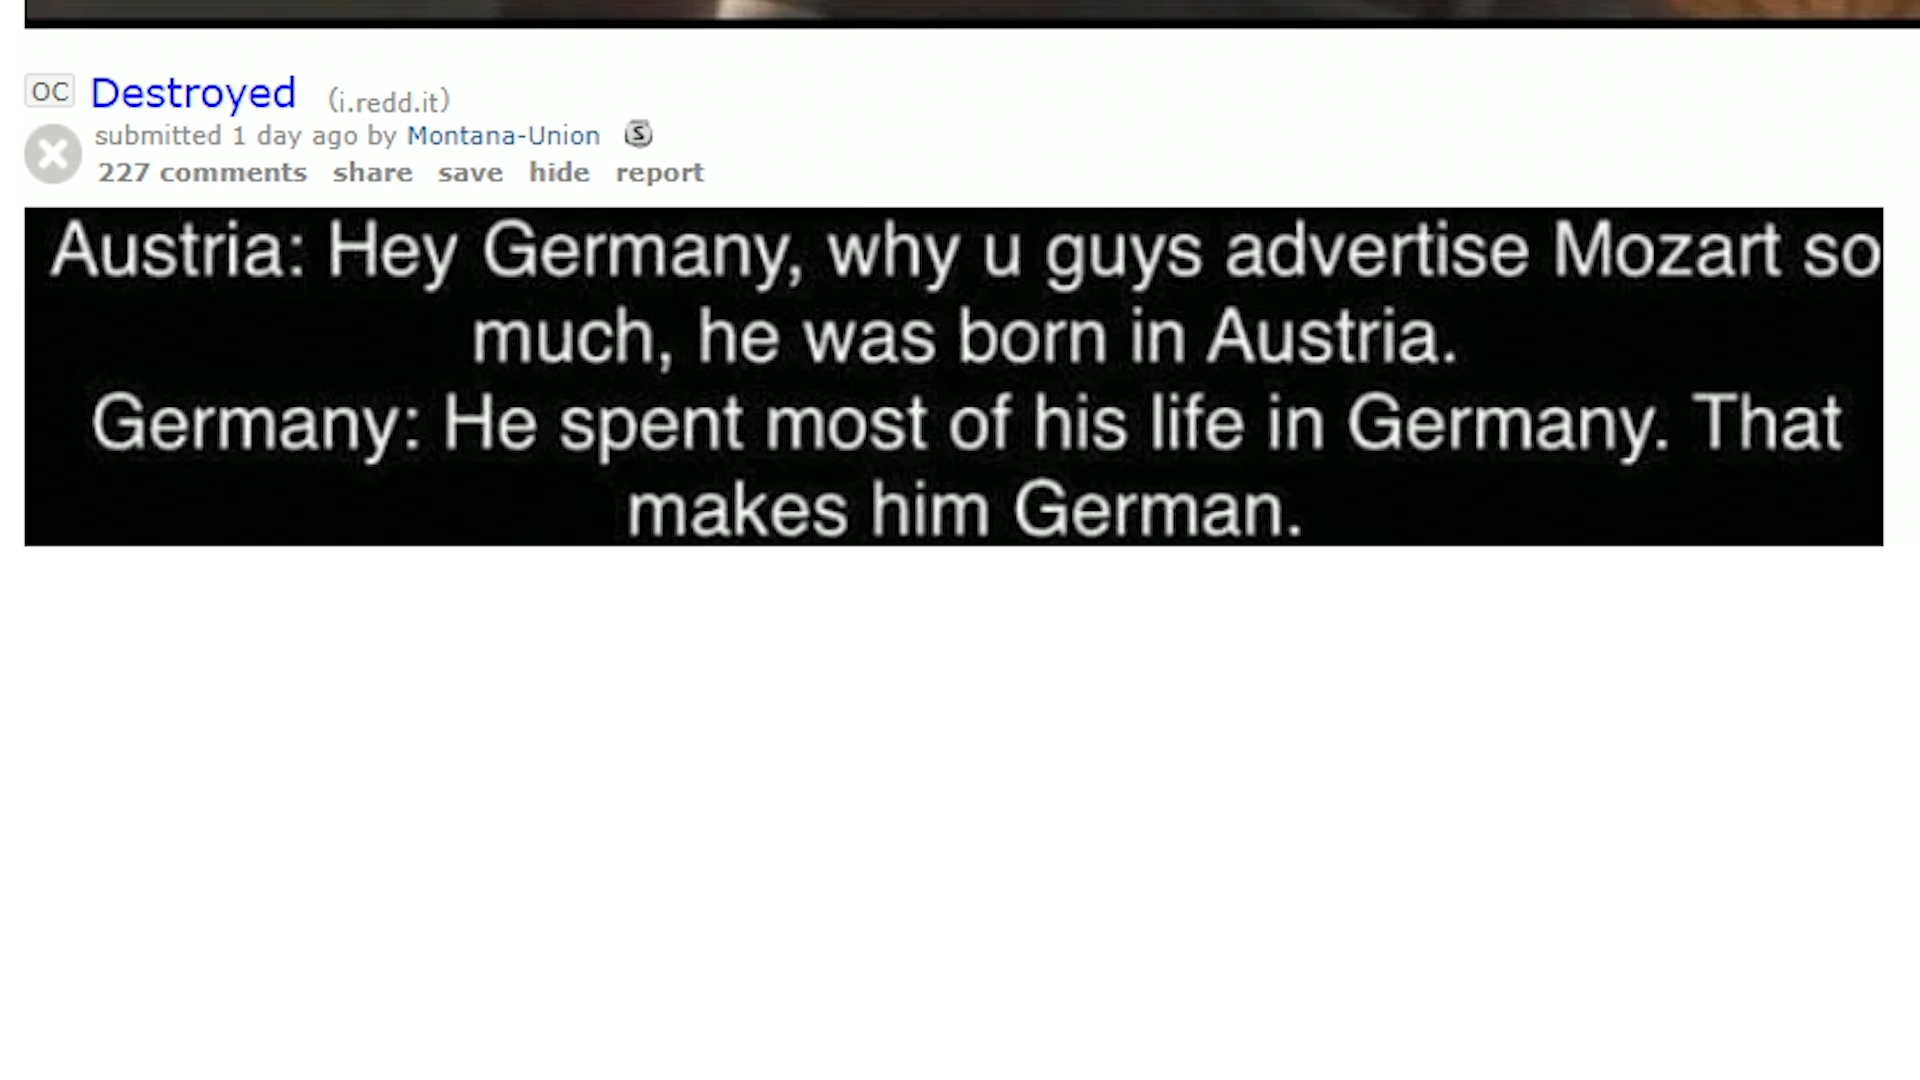 OC Destroyed (i.redd.it)
submitted 1 day ago by Montana-Union S
227 comments share save hide report
Austria: Hey Germany, why u guys advertise Mozart so
much, he was born in Austria.
Germany: He spent most of his life in Germany. That
makes him German.